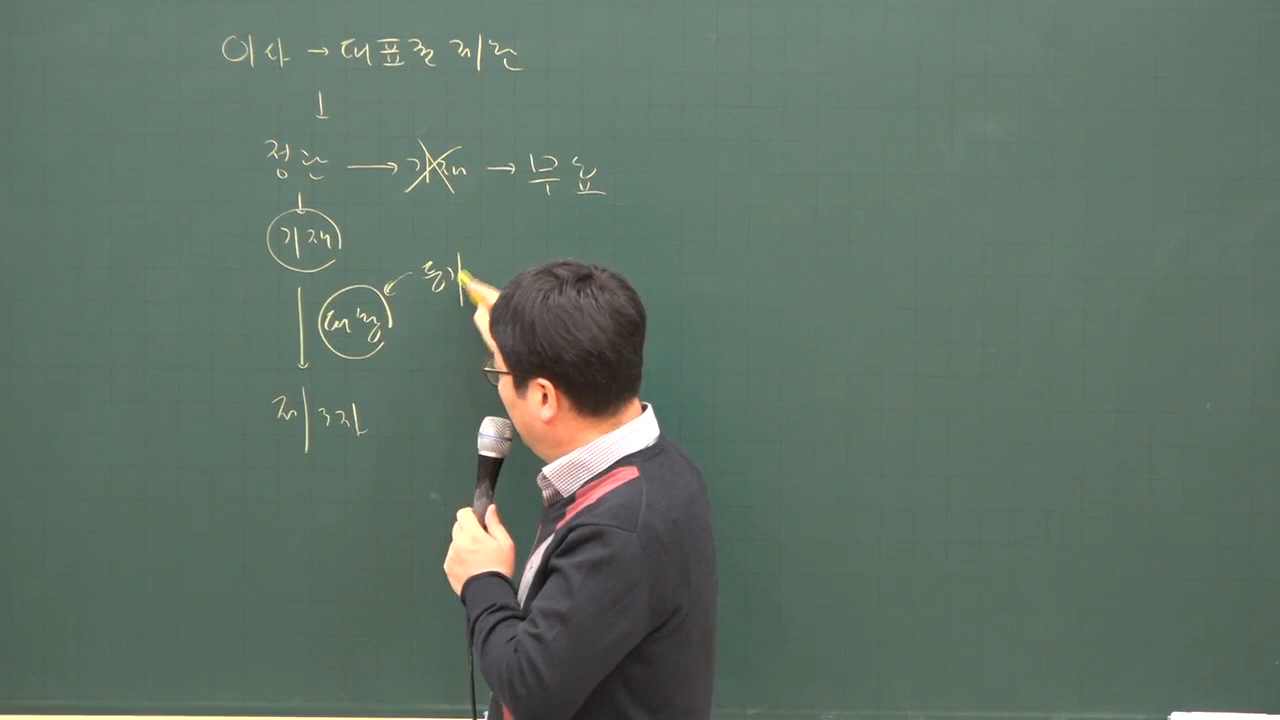 이사 → 대표권 제한
정관 → 기재 → 무효
기재
등기
대항
제3자